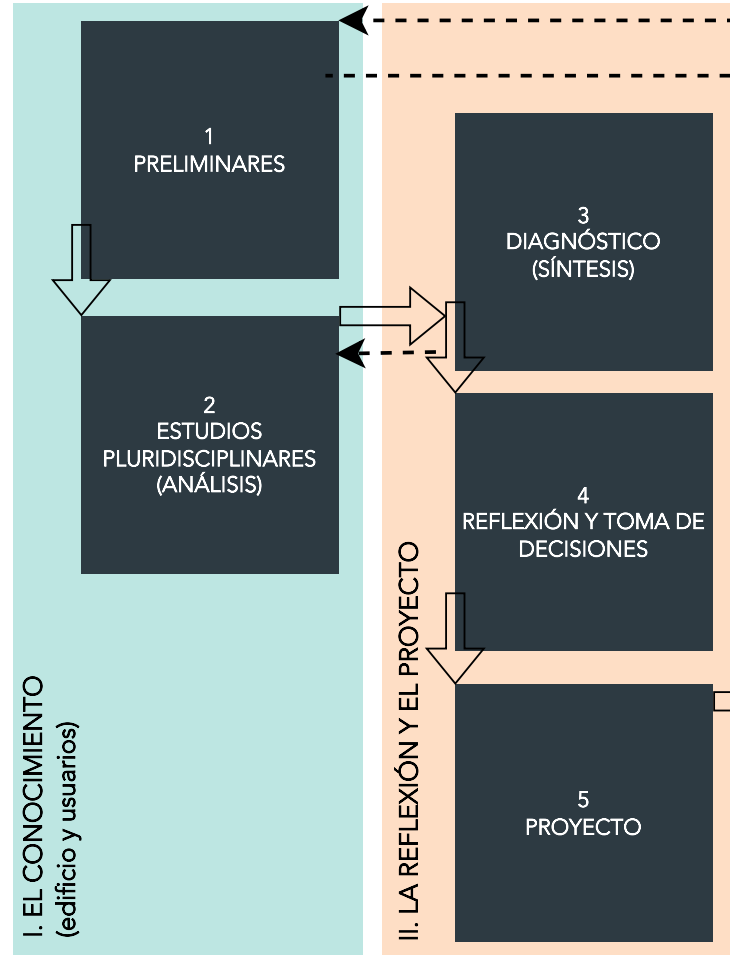 1
PRELIMINARES
2
ESTUDIOS
PLURIDISCIPLINARES
(ANÁLISIS)
I. EL CONOCIMIENTO
(edificio y usuarios)
3
DIAGNÓSTICO
(SÍNTESIS)
4
REFLEXIÓN Y TOMA DE
DECISIONES
5
PROYECTO
II. LA REFLEXIÓN Y EL PROYECTO